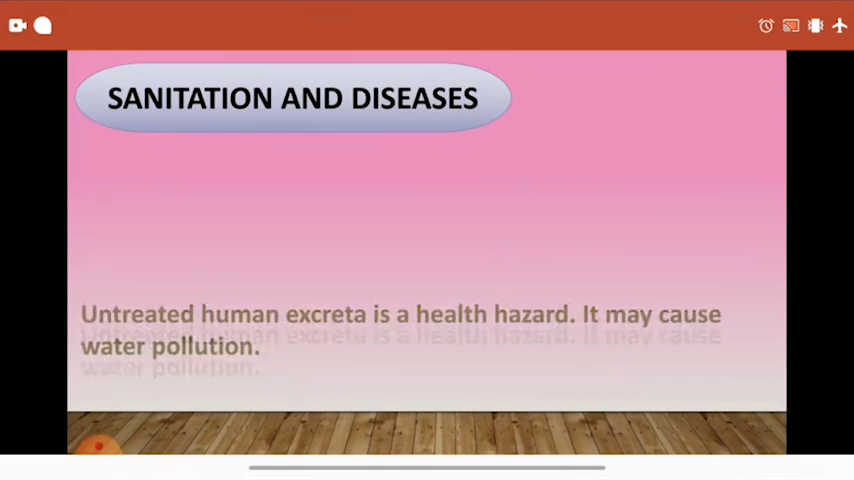 SANITATION AND DISEASES
Untreated human excreta is a health hazard. It may cause
water pollution.